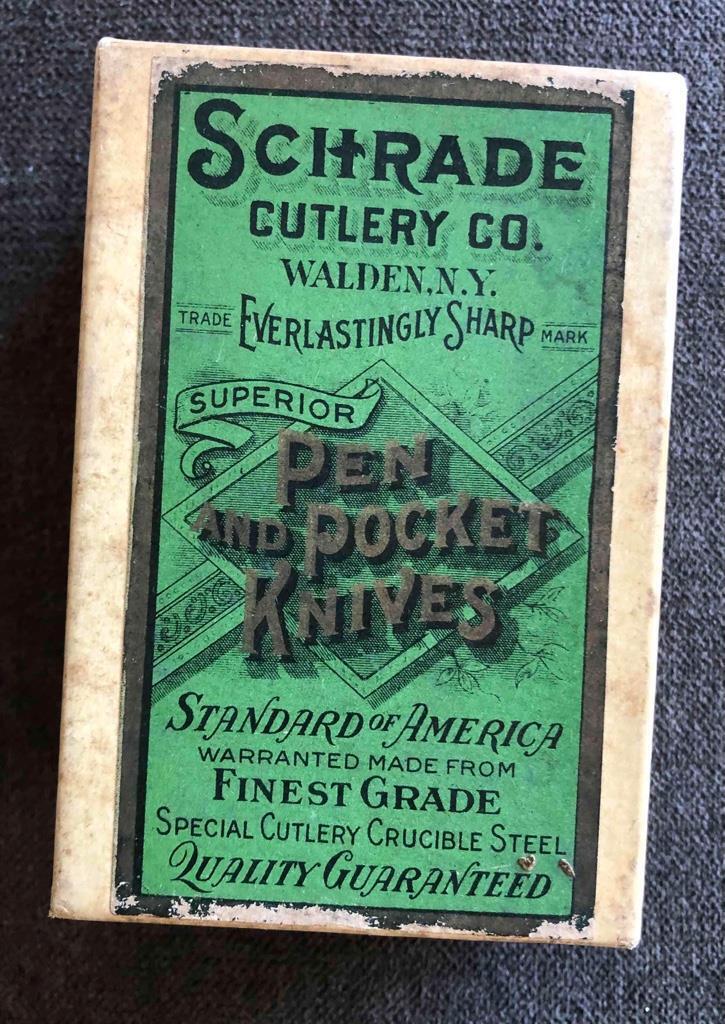 SCHRADE
CUTLERY CO.
WALDEN, N.Y.
TRADE EVERLASTINGLY SHARP MARK
SUPERIOR
PEN
AND POCKET
KNIVES
STANDARD OF AMERICA
WARRANTED MADE FROM
FINEST GRADE
SPECIAL CUTLERY CRUCIBLE STEEL
QUALITY GUARANTEED